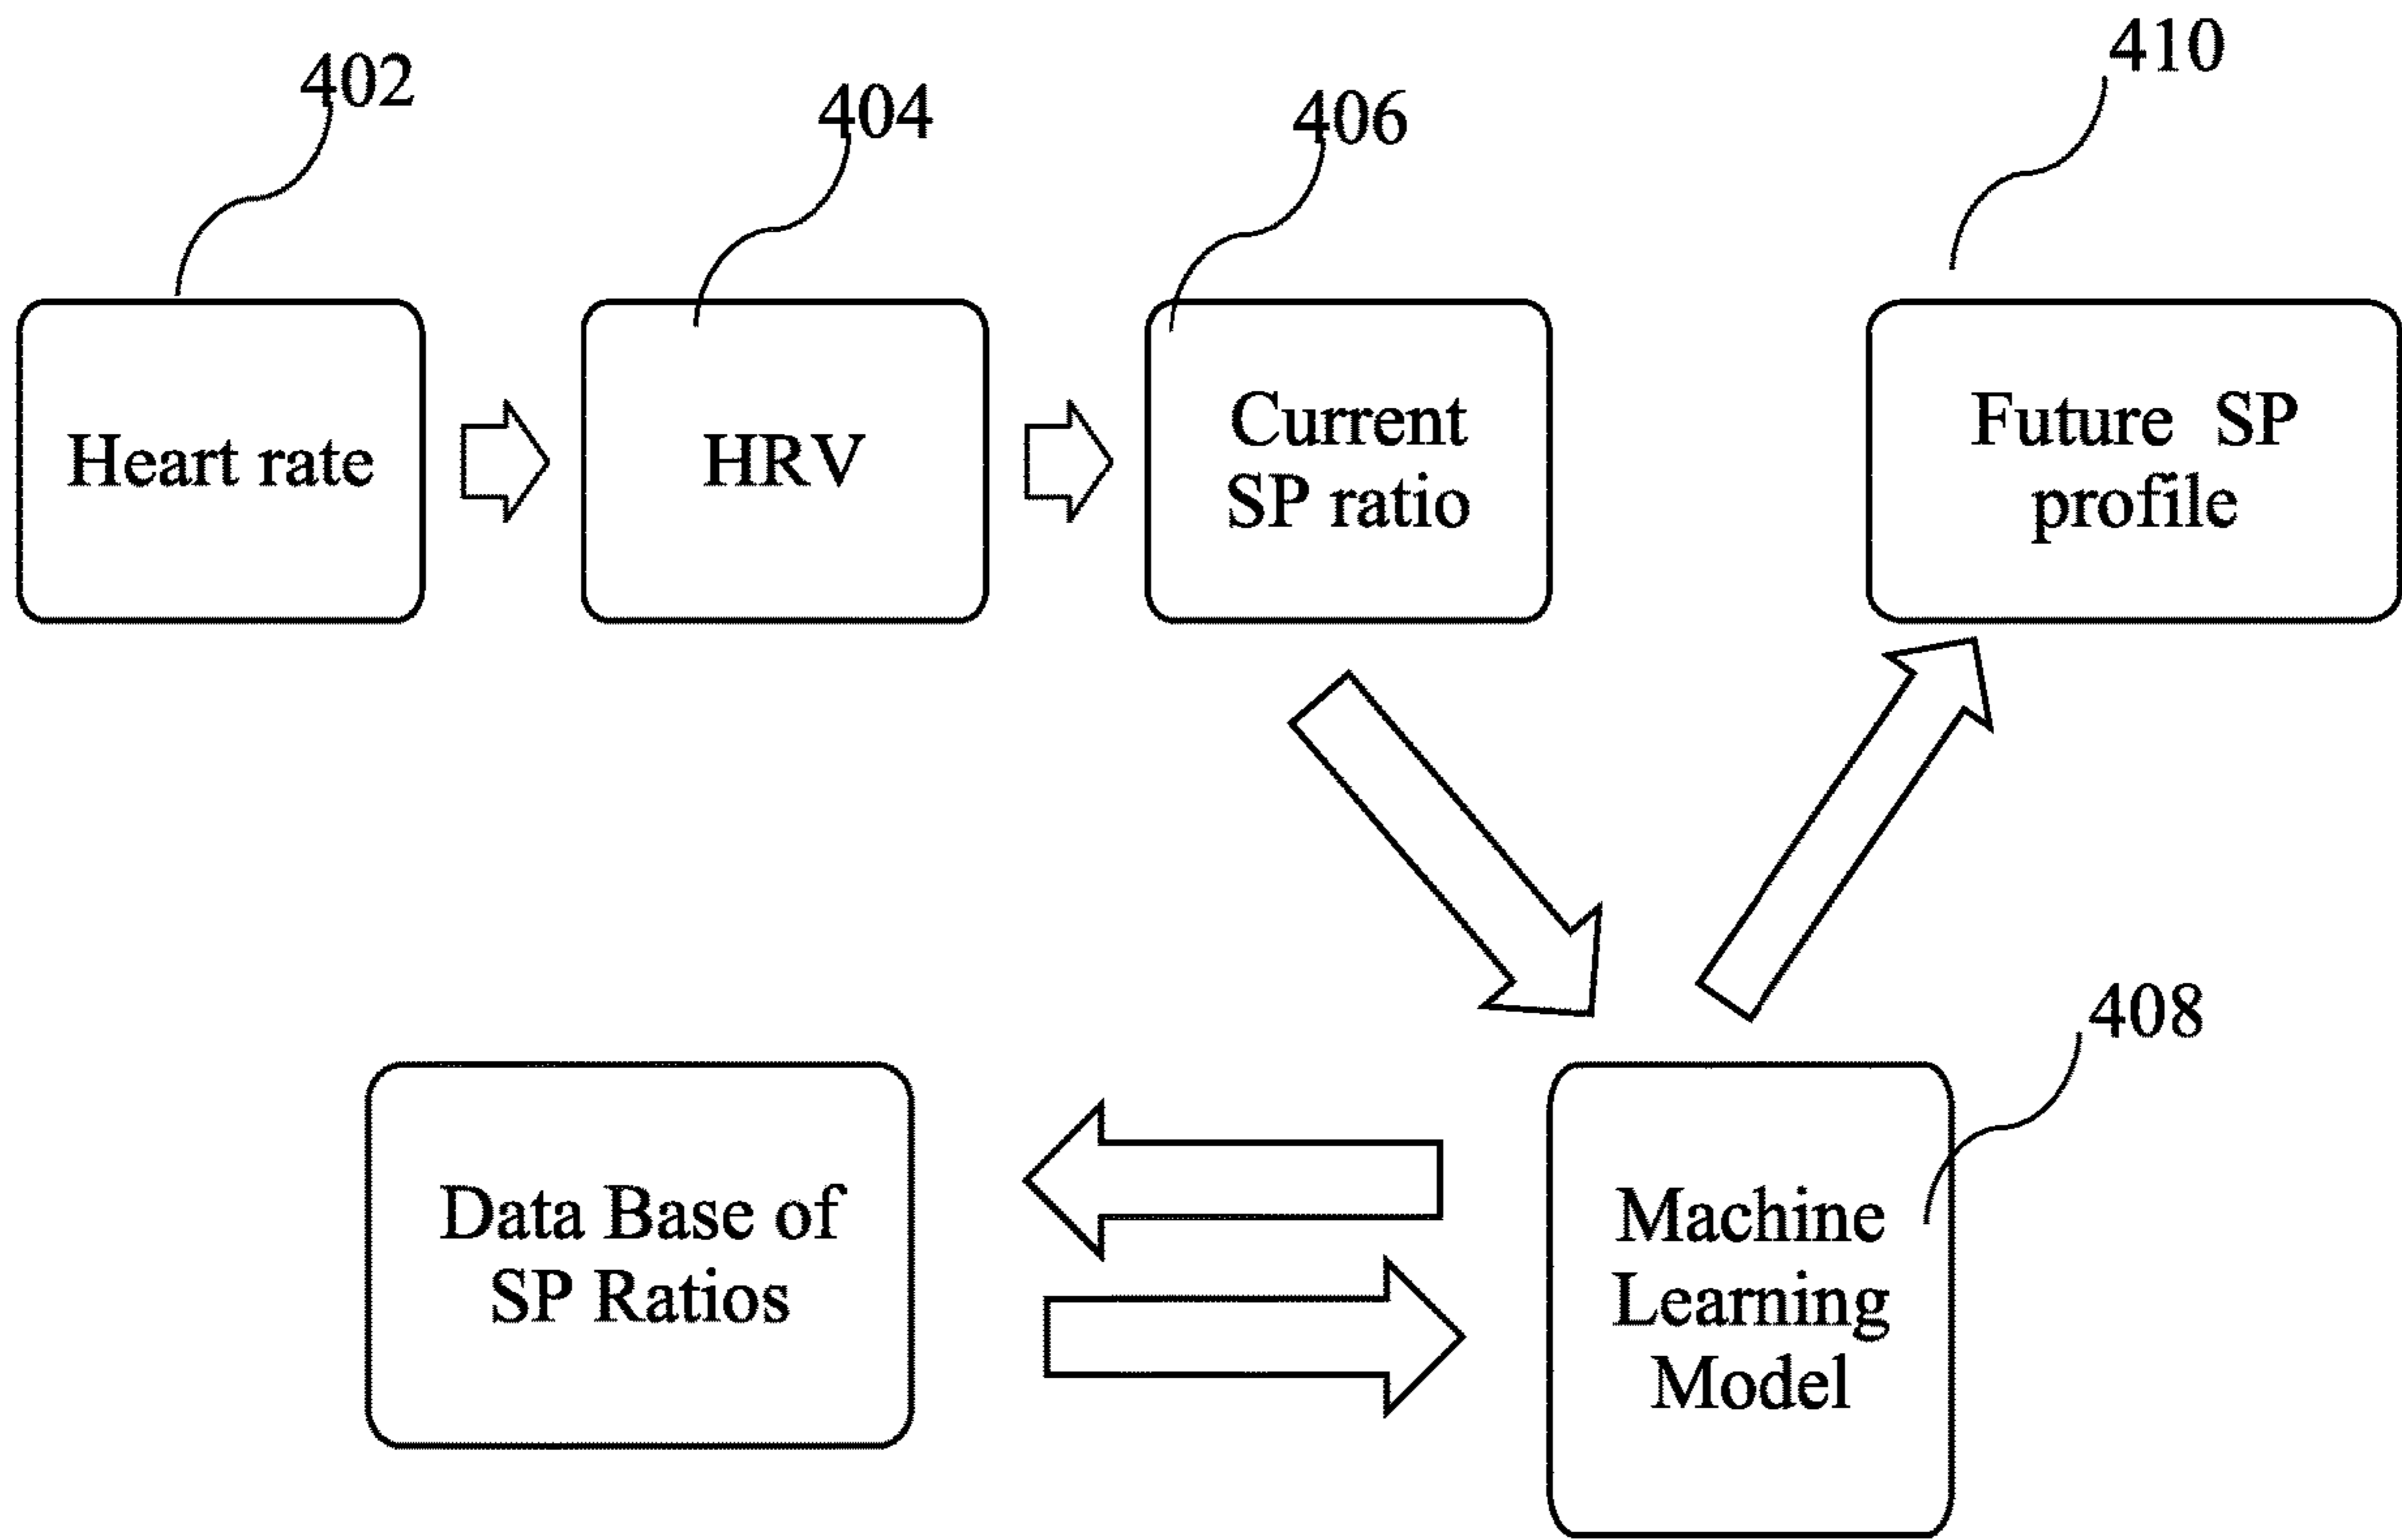 402
404
406
410
Heart rate
HRV
Current
SP ratio
Future SP
profile
408
Data Base of
SP Ratios
Machine
Learning
Model